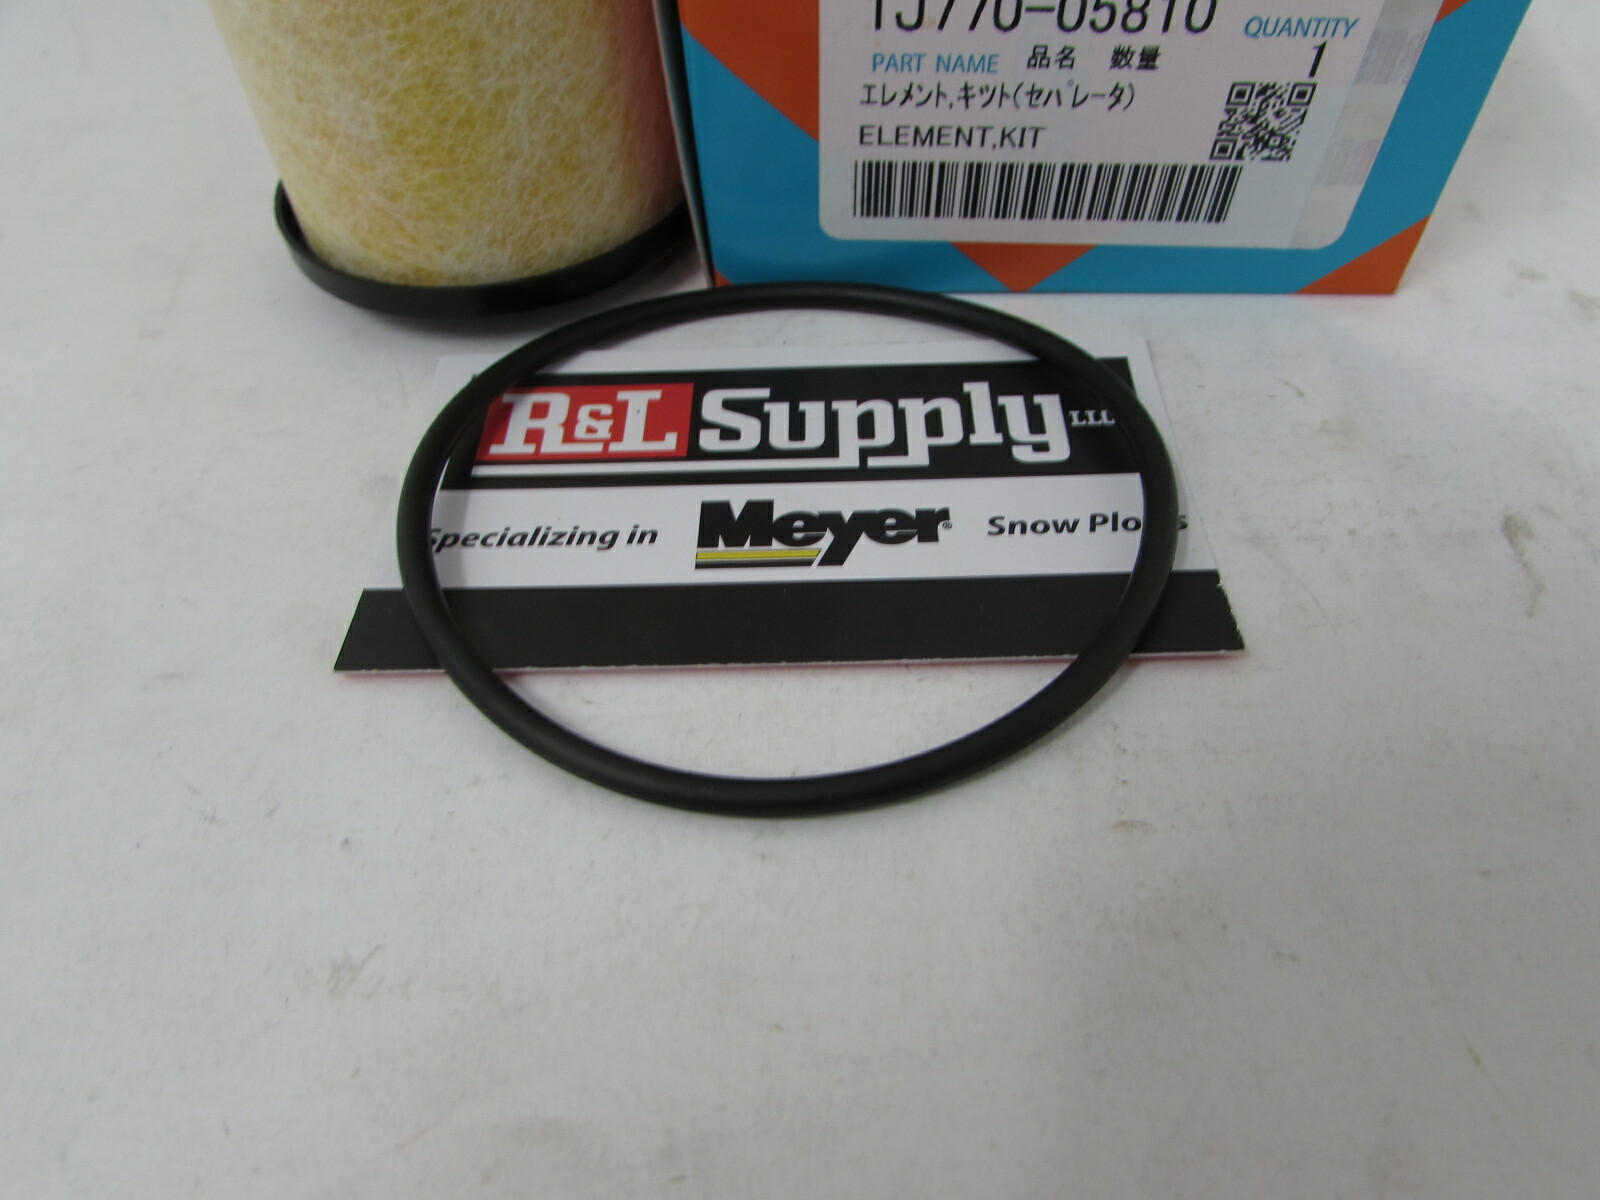 1J770-05810
QUANTITY
PART NAME 品名 数量 1
エレメント,キツト(セパレータ)
ELEMENT,KIT
R&L Supply LLC
Specializing in Meyer® Snow Plows